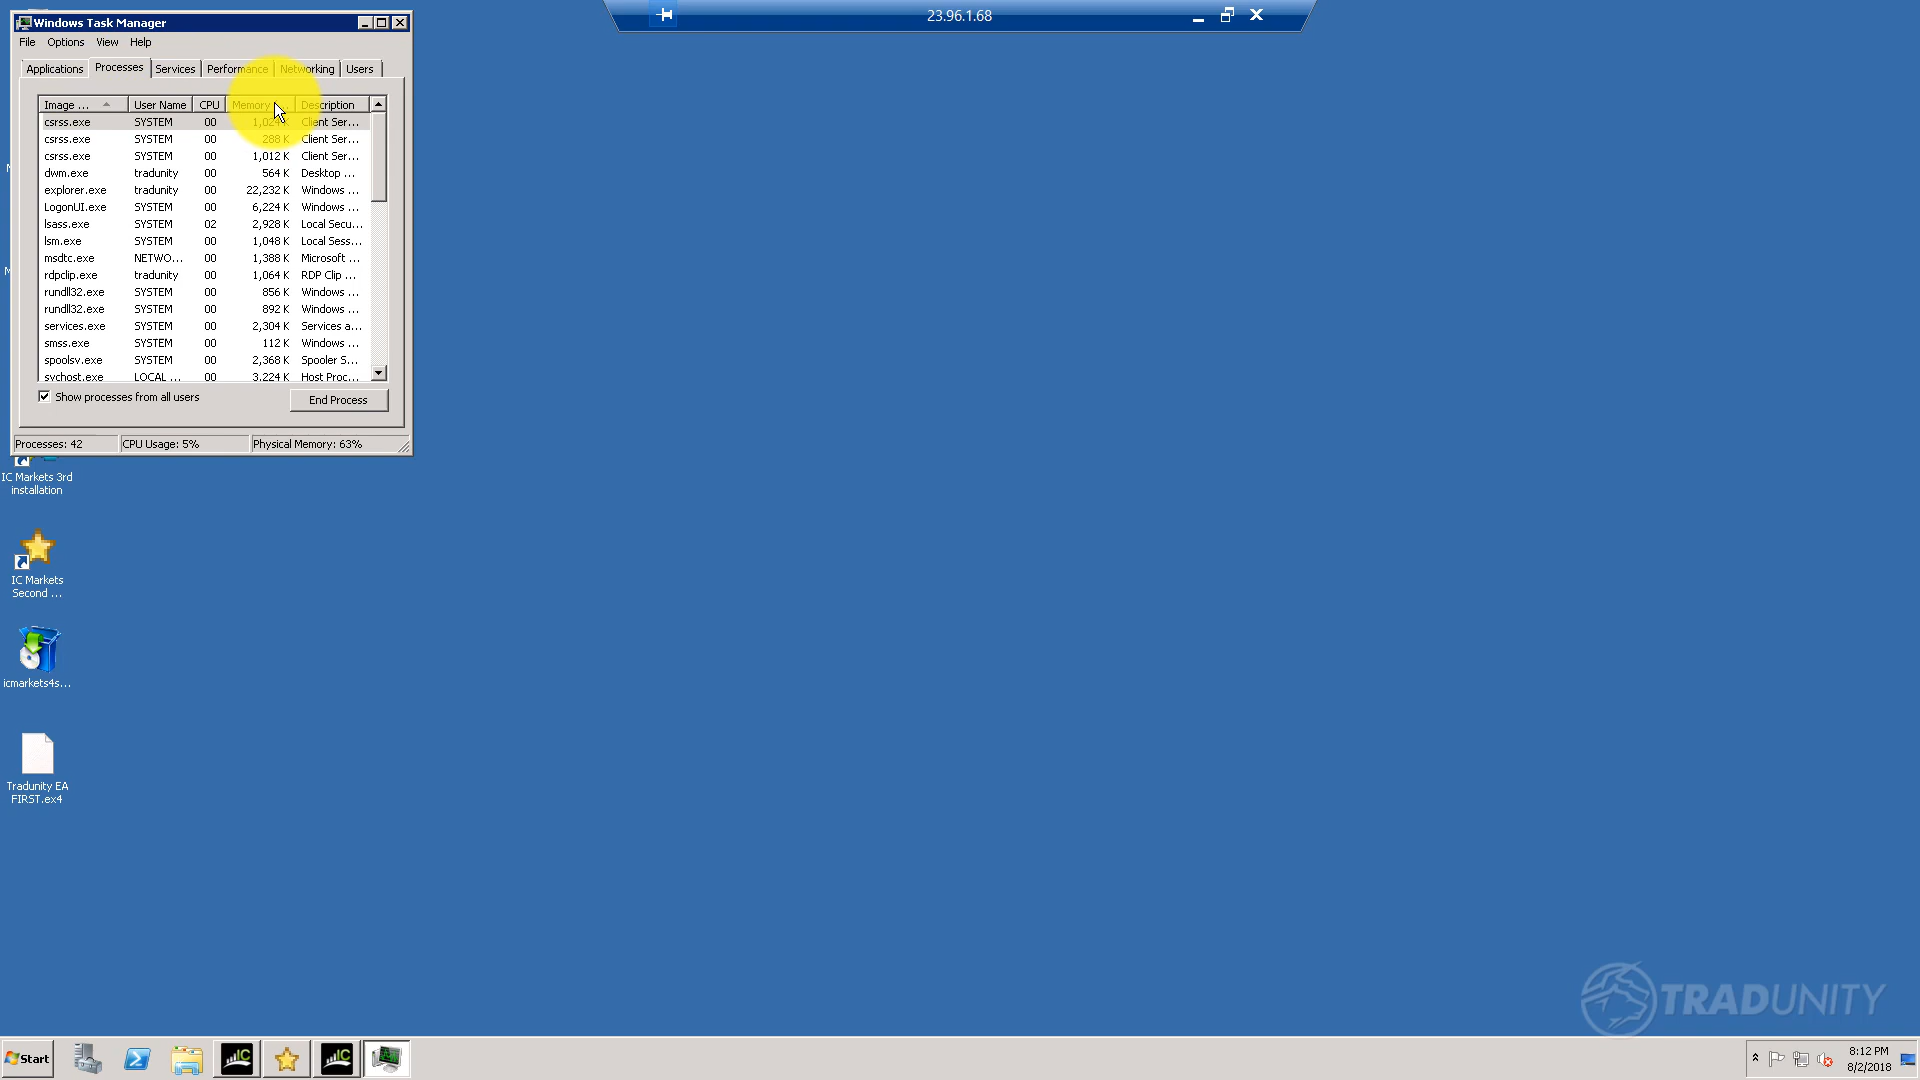 Windows Task Manager
23.96.1.68
File Options View Help
Applications Processes Services Performance Networking Users
Image ... User Name CPU Memory ... Description
csrss.exe SYSTEM 00 1,024 K Client Ser...
csrss.exe SYSTEM 00 288 K Client Ser...
csrss.exe SYSTEM 00 1,012 K Client Ser...
dwm.exe tradunity 00 564 K Desktop ...
explorer.exe tradunity 00 22,232 K Windows ...
LogonUI.exe SYSTEM 00 6,224 K Windows ...
lsass.exe SYSTEM 02 2,928 K Local Secu...
lsm.exe SYSTEM 00 1,048 K Local Sess...
msdtc.exe NETWO... 00 1,388 K Microsoft ...
rdpclip.exe tradunity 00 1,064 K RDP Clip ...
rundll32.exe SYSTEM 00 856 K Windows ...
rundll32.exe SYSTEM 00 892 K Windows ...
services.exe SYSTEM 00 2,304 K Services a...
smss.exe SYSTEM 00 112 K Windows ...
spoolsv.exe SYSTEM 00 2,368 K Spooler S...
svchost.exe LOCAL ... 00 3,224 K Host Proc...
Show processes from all users
End Process
Processes: 42 CPU Usage: 5% Physical Memory: 63%
IC Markets 3rd
installation
IC Markets
Second ...
icmarkets4s...
Tradunity EA
FIRST.ex4
TRADUNITY
Start
IC
IC
8:12 PM
8/2/2018